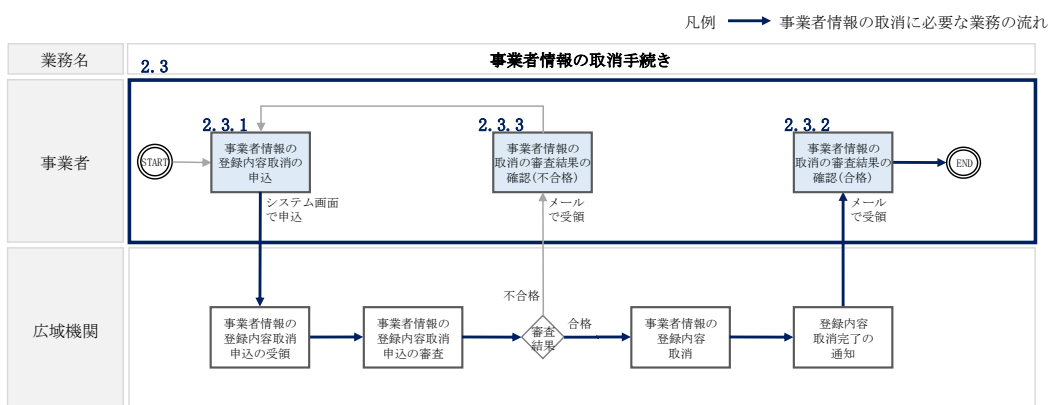 凡例 事業者情報の取消に必要な業務の流れ
業務名
2.3
事業者情報の取消手続き
事業者
START
2.3.1
事業者情報の
登録内容取消の
申込
システム画面
で申込
2.3.3
事業者情報の
取消の審査結果の
確認(不合格)
メール
で受領
2.3.2
事業者情報の
取消の審査結果の
確認(合格)
メール
で受領
END
広域機関
事業者情報の
登録内容取消
申込の受領
事業者情報の
登録内容取消
申込の審査
不合格
審査
結果
合格
事業者情報の
登録内容
取消
登録内容
取消完了の
通知